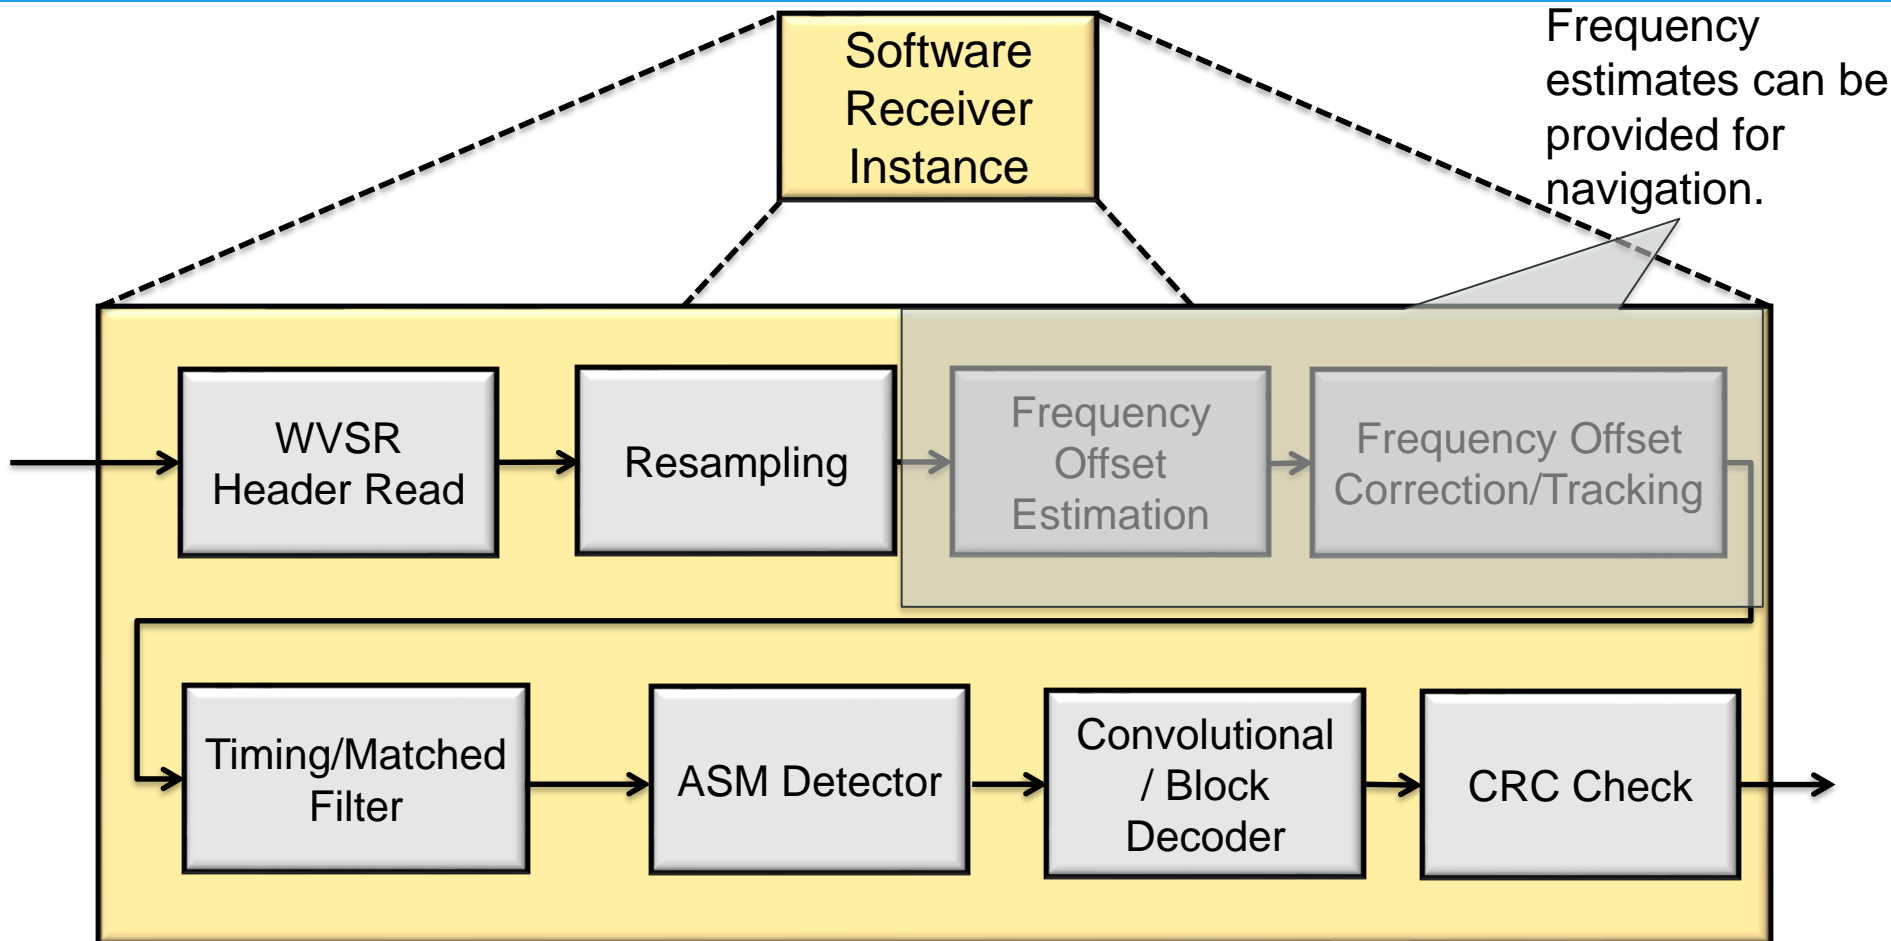 Software
Receiver
Instance
Frequency
estimates can be
provided for
navigation.
WVSR
Header Read
Resampling
Frequency
Offset
Estimation
Frequency Offset
Correction/Tracking
Timing/Matched
Filter
ASM Detector
Convolutional
/ Block
Decoder
CRC Check